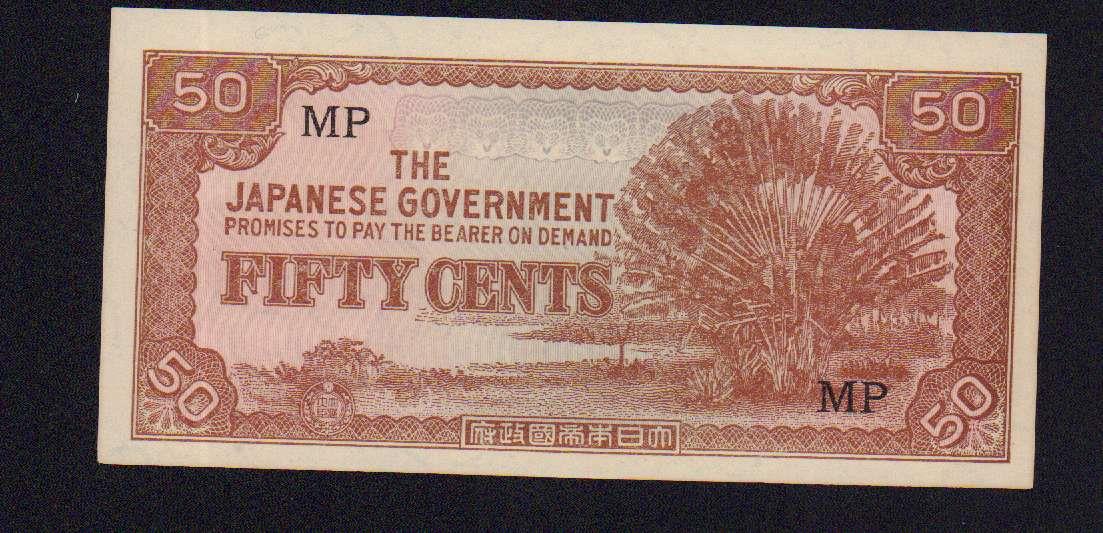 50
50
MP
THE
JAPANESE GOVERNMENT
PROMISES TO PAY THE BEARER ON DEMAND
FIFTY CENTS
MP
50
50
府政國帝本日大